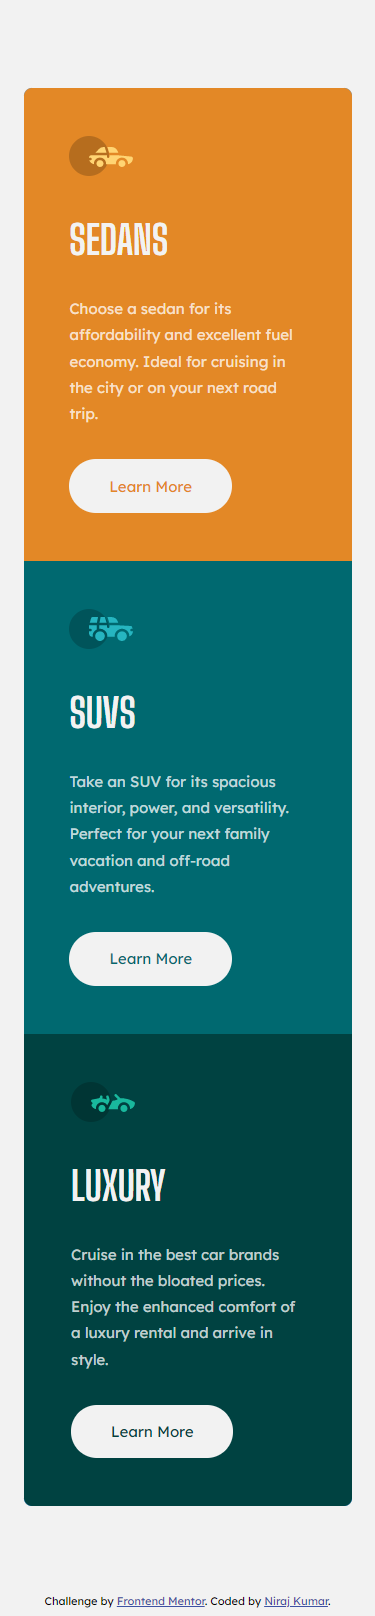 SEDANS
Choose a sedan for its
affordability and excellent fuel
economy. Ideal for cruising in
the city or on your next road
trip.
Learn More
SUVS
Take an SUV for its spacious
interior, power, and versatility.
Perfect for your next family
vacation and off-road
adventures.
Learn More
LUXURY
Cruise in the best car brands
without the bloated prices.
Enjoy the enhanced comfort of
a luxury rental and arrive in
style.
Learn More
Challenge by Frontend Mentor. Coded by Niraj Kumar.